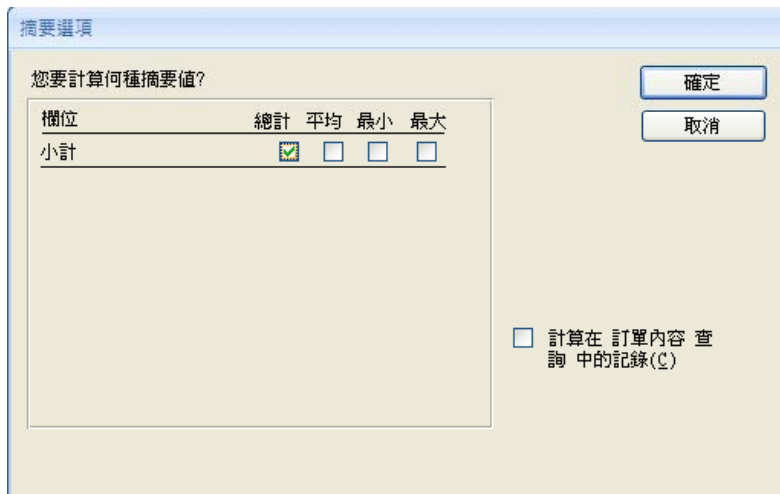 摘要選項
您要計算何種摘要值?
確定
取消
欄位 總計 平均 最小 最大
小計
計算在 訂單內容 查
詢 中的記錄(C)